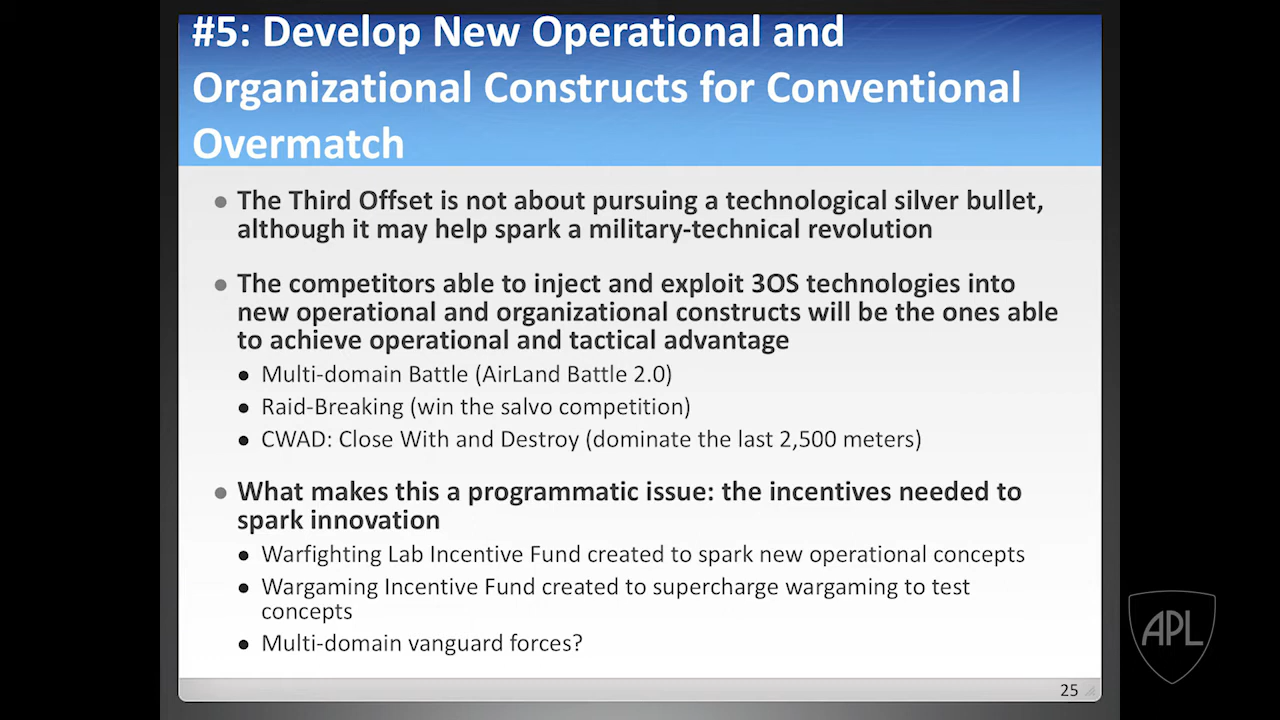 #5: Develop New Operational and
Organizational Constructs for Conventional
Overmatch
● The Third Offset is not about pursuing a technological silver bullet,
although it may help spark a military-technical revolution
● The competitors able to inject and exploit 3OS technologies into
new operational and organizational constructs will be the ones able
to achieve operational and tactical advantage
● Multi-domain Battle (AirLand Battle 2.0)
● Raid-Breaking (win the salvo competition)
● CWAD: Close With and Destroy (dominate the last 2,500 meters)
● What makes this a programmatic issue: the incentives needed to
spark innovation
● Warfighting Lab Incentive Fund created to spark new operational concepts
● Wargaming Incentive Fund created to supercharge wargaming to test
concepts
● Multi-domain vanguard forces?
25
APL